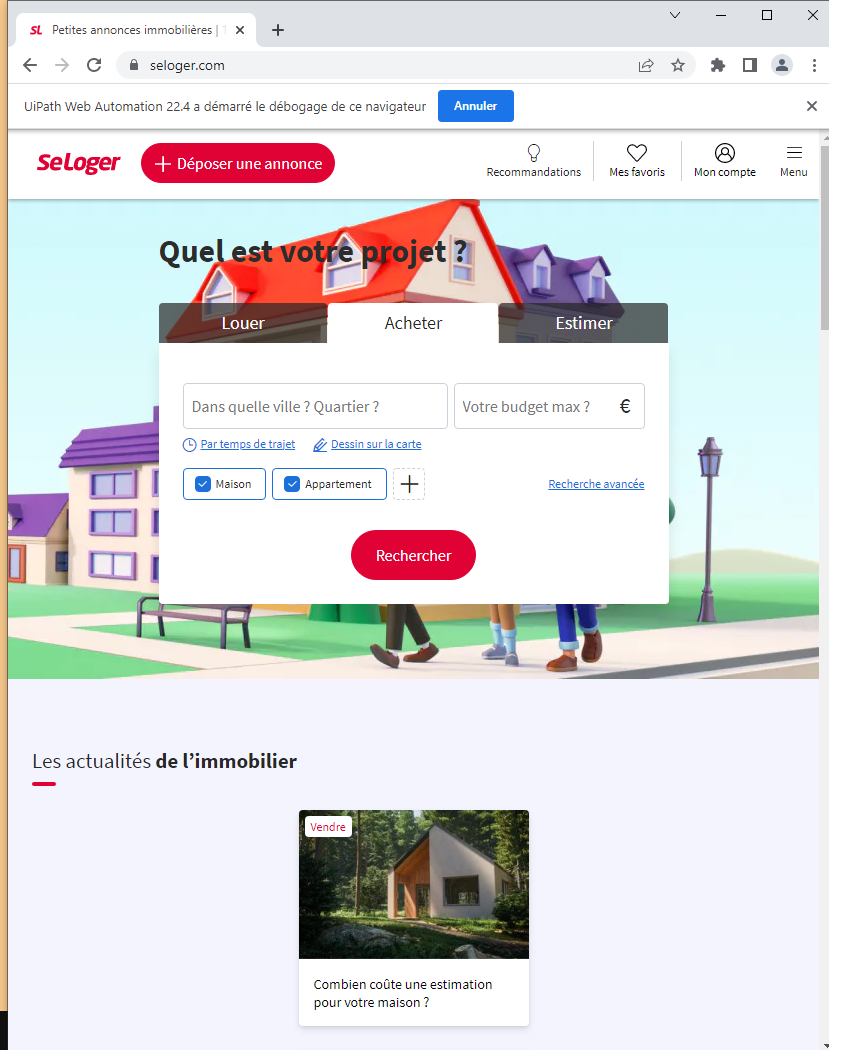 SL Petites annonces immobilières |
seloger.com
UiPath Web Automation 22.4 a démarré le débogage de ce navigateur Annuler
SeLoger Déposer une annonce
Recommandations Mes favoris Mon compte Menu
Quel est votre projet ?
Louer Acheter Estimer
Dans quelle ville ? Quartier ? Votre budget max ? €
Par temps de trajet Dessin sur la carte
Maison Appartement Recherche avancée
Rechercher
Les actualités de l’immobilier
Vendre
Combien coûte une estimation
pour votre maison ?